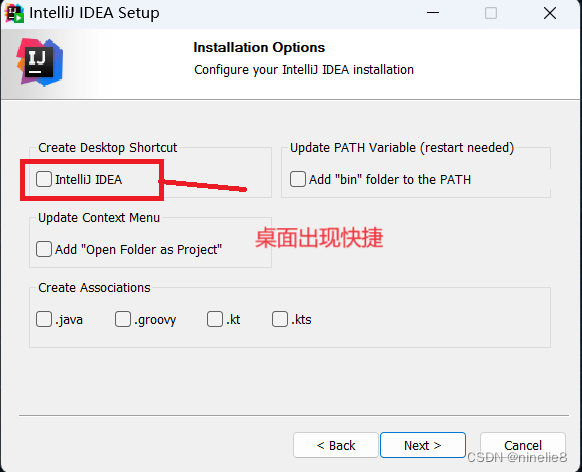 IntelliJ IDEA Setup
IJ
Installation Options
Configure your IntelliJ IDEA installation
Create Desktop Shortcut
IntelliJ IDEA
Update PATH Variable (restart needed)
Add "bin" folder to the PATH
Update Context Menu
Add "Open Folder as Project"
桌面出现快捷
Create Associations
.java .groovy .kt .kts
< Back Next > Cancel
CSDN @ninelie8